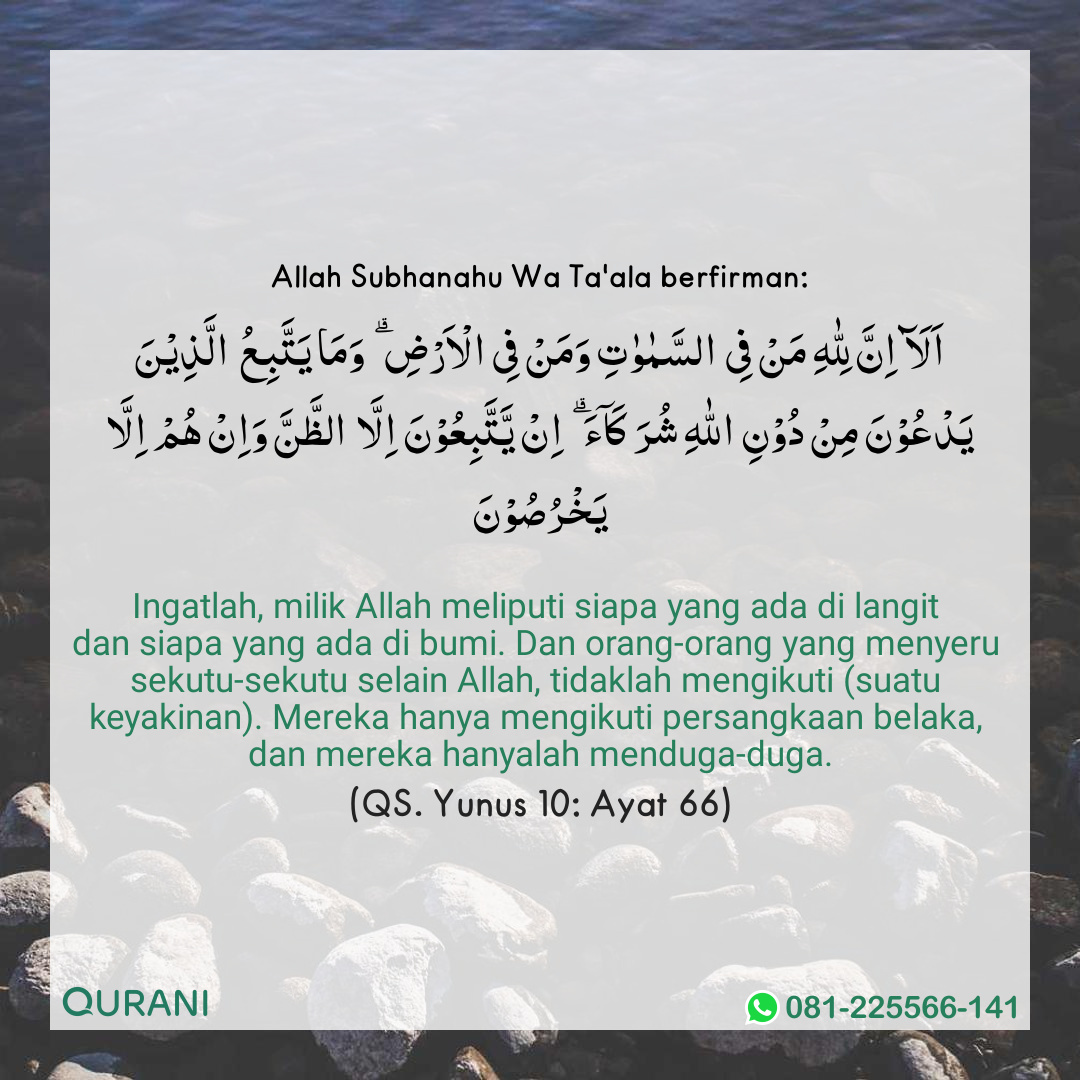 Allah Subhanahu Wa Ta'ala berfirman:
اَلَاۤ اِنَّ لِلّٰهِ مَنْ فِى السَّمٰوٰتِ وَمَنْ فِى الْاَرْضِ ۗ وَمَا يَتَّبِعُ الَّذِيْنَ
يَدْعُوْنَ مِنْ دُوْنِ اللّٰهِ شُرَكَآءَ ۗ اِنْ يَّتَّبِعُوْنَ اِلَّا الظَّنَّ وَاِنْ هُمْ اِلَّا
يَخْرُصُوْنَ
Ingatlah, milik Allah meliputi siapa yang ada di langit
dan siapa yang ada di bumi. Dan orang-orang yang menyeru
sekutu-sekutu selain Allah, tidaklah mengikuti (suatu
keyakinan). Mereka hanya mengikuti persangkaan belaka,
dan mereka hanyalah menduga-duga.
(QS. Yunus 10: Ayat 66)
QURANI
081-225566-141